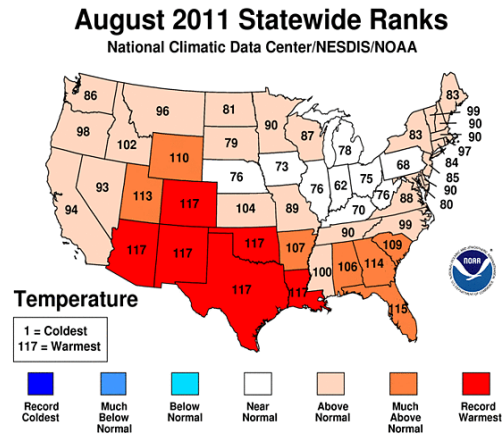 August 2011 Statewide Ranks
National Climatic Data Center/NESDIS/NOAA
86
96
81
90
87
83
99
90
90
97
84
85
90
80
98
102
110
79
78
83
68
94
93
113
117
76
73
76
62
75
76
88
104
89
70
90
99
117
117
117
107
100
106
114
109
117
117
115
NOAA
Temperature
1 = Coldest
117 = Warmest
Record
Coldest
Much
Below
Normal
Below
Normal
Near
Normal
Above
Normal
Much
Above
Normal
Record
Warmest